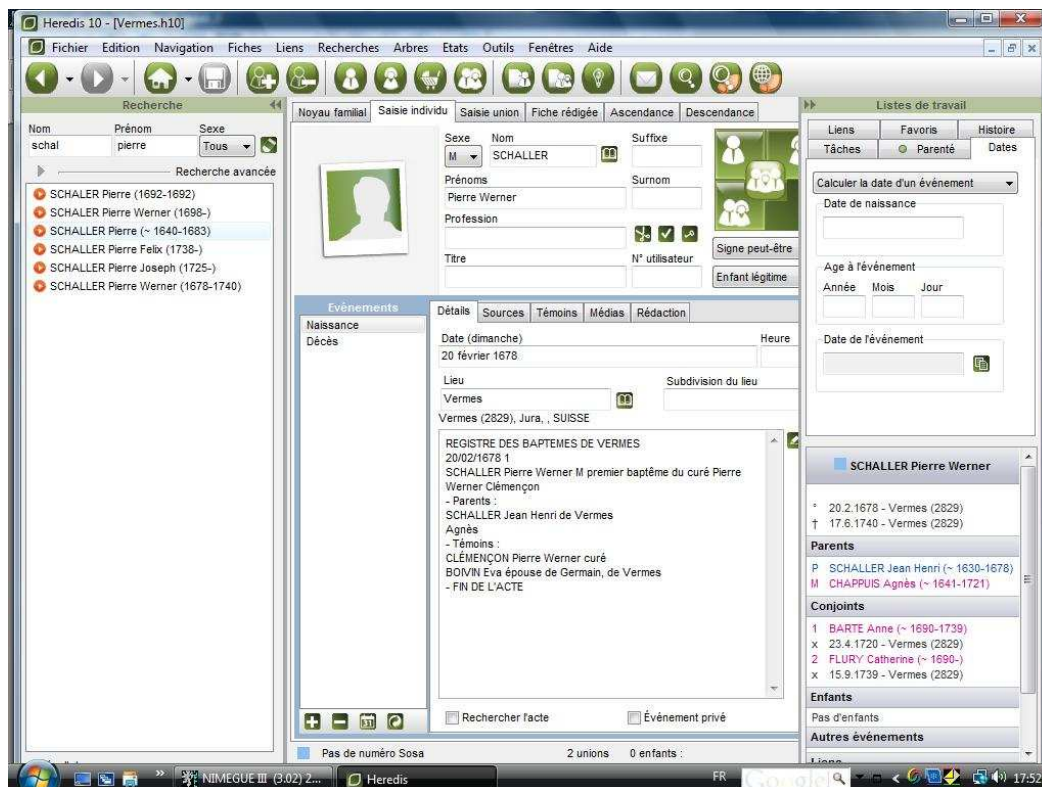 Heredis 10 - [Vermes.h10]
Fichier Edition Navigation Fiches Liens Recherches Arbres Etats Outils Fenêtres Aide
Recherche
Nom Prénom Sexe
schal pierre Tous
Recherche avancée
SCHALER Pierre (1692-1692)
SCHALER Pierre Werner (1698-)
SCHALLER Pierre (~ 1640-1683)
SCHALLER Pierre Felix (1738-)
SCHALLER Pierre Joseph (1725-)
SCHALLER Pierre Werner (1678-1740)
Noyau familial Saisie individu Saisie union Fiche rédigée Ascendance Descendance
Sexe Nom Suffixe
M SCHALLER
Prénoms Surnom
Pierre Werner
Profession
Signe peut-être
Titre N° utilisateur
Enfant légitime
Evènements
Naissance
Décès
Détails Sources Témoins Médias Rédaction
Date (dimanche) Heure
20 février 1678
Lieu Subdivision du lieu
Vermes
Vermes (2829), Jura, , SUISSE
REGISTRE DES BAPTEMES DE VERMES
20/02/1678 1
SCHALLER Pierre Werner M premier baptême du curé Pierre
Werner Clémençon
- Parents :
SCHALLER Jean Henri de Vermes
Agnès
- Témoins :
CLÉMENÇON Pierre Werner curé
BOIVIN Eva épouse de Germain, de Vermes
- FIN DE L'ACTE
Rechercher l'acte Événement privé
Pas de numéro Sosa 2 unions 0 enfants :
Listes de travail
Liens Favoris Histoire
Tâches Parenté Dates
Calculer la date d'un événement
Date de naissance
Age à l'événement
Année Mois Jour
Date de l'événement
SCHALLER Pierre Werner
° 20.2.1678 - Vermes (2829)
† 17.6.1740 - Vermes (2829)
Parents
P SCHALLER Jean Henri (~ 1630-1678)
M CHAPPUIS Agnès (~ 1641-1721)
Conjoints
1 BARTE Anne (~ 1690-1739)
x 23.4.1720 - Vermes (2829)
2 FLURY Catherine (~ 1690-)
x 15.9.1739 - Vermes (2829)
Enfants
Pas d'enfants
Autres événements
NIMEGUE III (3.02) 2... Heredis FR Google 17:52